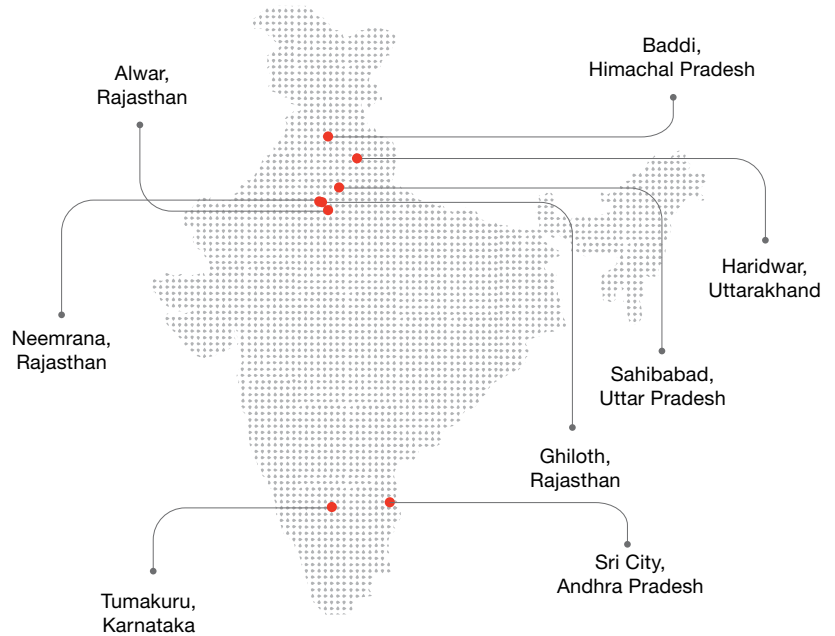 Baddi,
Himachal Pradesh
Alwar,
Rajasthan
Haridwar,
Uttarakhand
Neemrana,
Rajasthan
Sahibabad,
Uttar Pradesh
Ghiloth,
Rajasthan
Sri City,
Andhra Pradesh
Tumakuru,
Karnataka